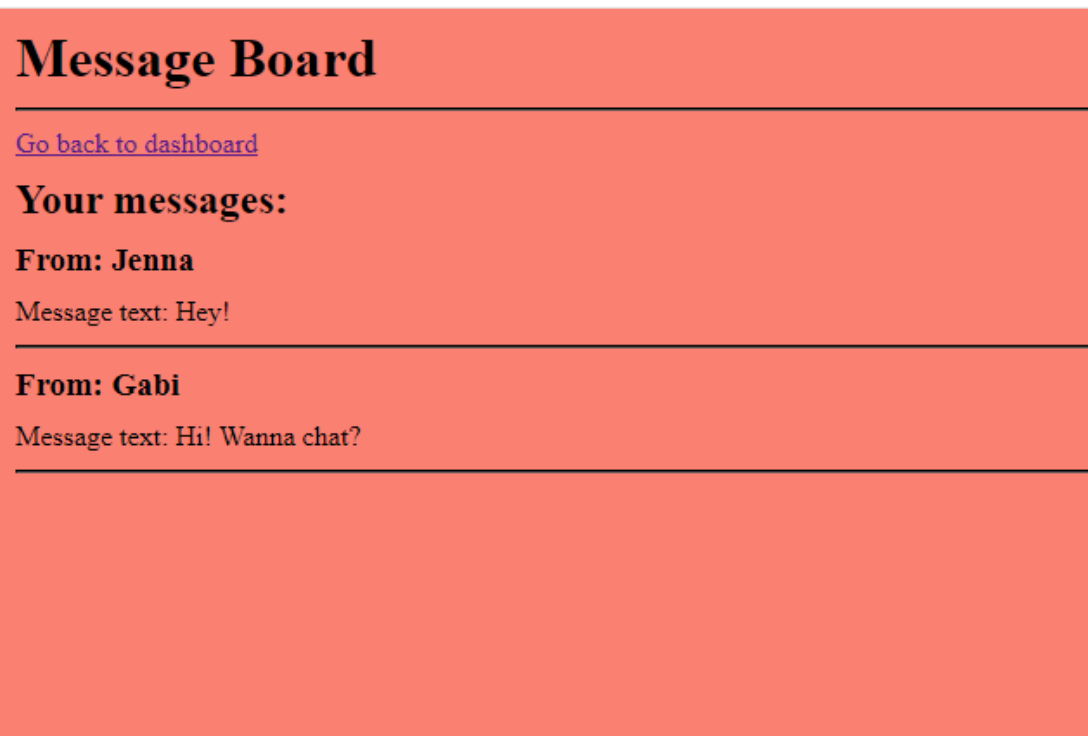 Message Board
Go back to dashboard
Your messages:
From: Jenna
Message text: Hey!
From: Gabi
Message text: Hi! Wanna chat?